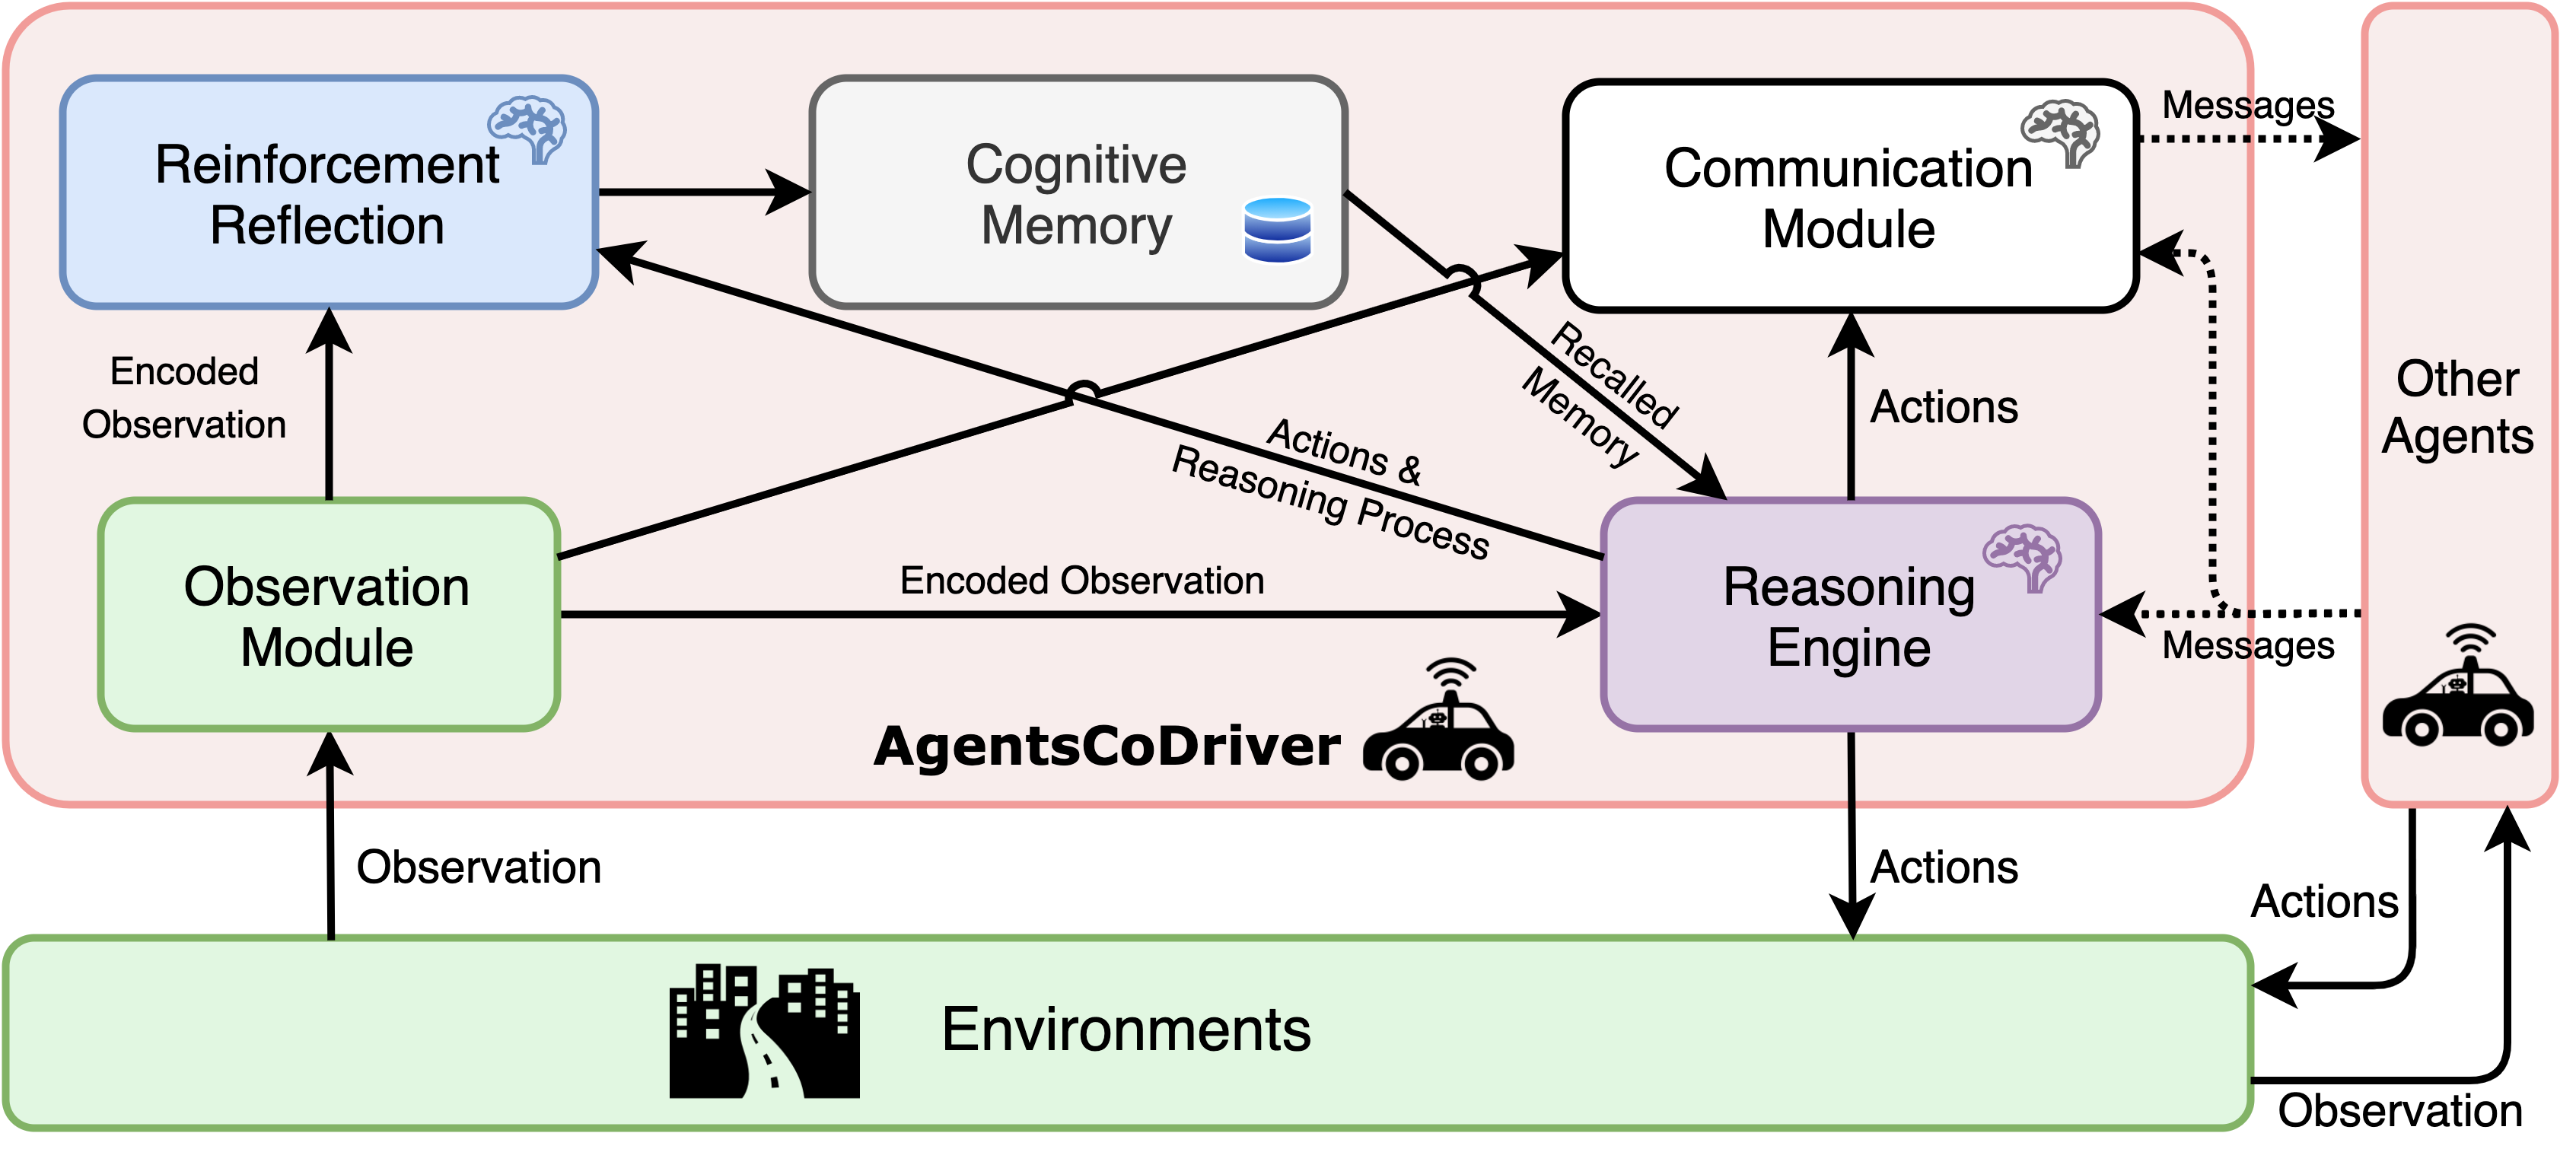 Reinforcement
Reflection
Cognitive
Memory
Communication
Module
Messages
Encoded
Observation
Recalled
Memory
Actions
Other
Agents
Actions &
Reasoning Process
Observation
Module
Encoded Observation
Reasoning
Engine
Messages
AgentsCoDriver
Observation
Actions
Actions
Environments
Observation